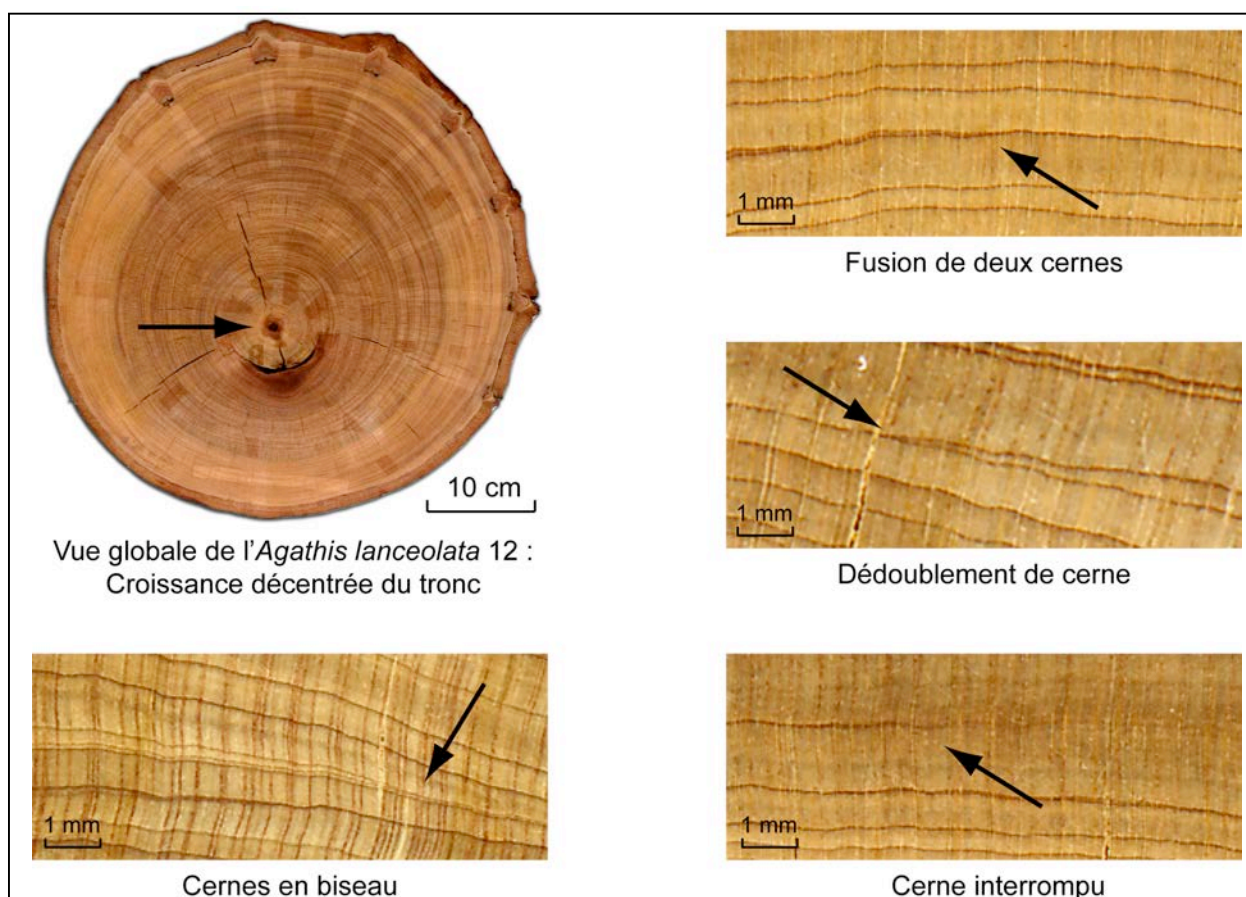 10 cm
Vue globale de l'Agathis lanceolata 12 :
Croissance décentrée du tronc
1 mm
Fusion de deux cernes
1 mm
Dédoublement de cerne
1 mm
Cernes en biseau
1 mm
Cerne interrompu